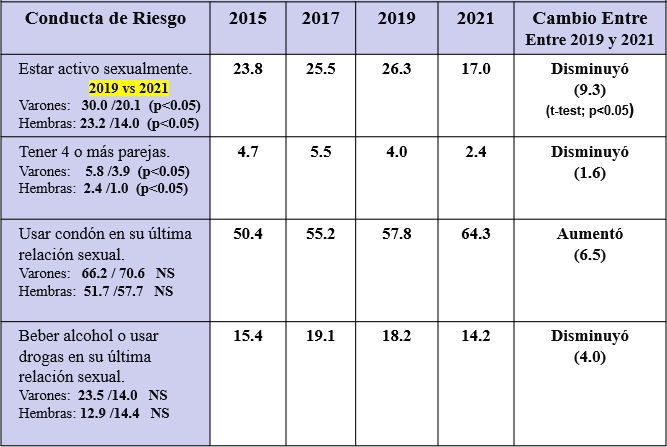 Conducta de Riesgo 2015 2017 2019 2021 Cambio Entre
Entre 2019 y 2021
Estar activo sexualmente. 23.8 25.5 26.3 17.0 Disminuyó
2019 vs 2021 (9.3)
Varones: 30.0 /20.1 (p<0.05) (t-test; p<0.05)
Hembras: 23.2 /14.0 (p<0.05)
Tener 4 o más parejas. 4.7 5.5 4.0 2.4 Disminuyó
Varones: 5.8 /3.9 (p<0.05) (1.6)
Hembras: 2.4 /1.0 (p<0.05)
Usar condón en su última 50.4 55.2 57.8 64.3 Aumentó
relación sexual. (6.5)
Varones: 66.2 / 70.6 NS
Hembras: 51.7 /57.7 NS
Beber alcohol o usar 15.4 19.1 18.2 14.2 Disminuyó
drogas en su última (4.0)
relación sexual.
Varones: 23.5 /14.0 NS
Hembras: 12.9 /14.4 NS